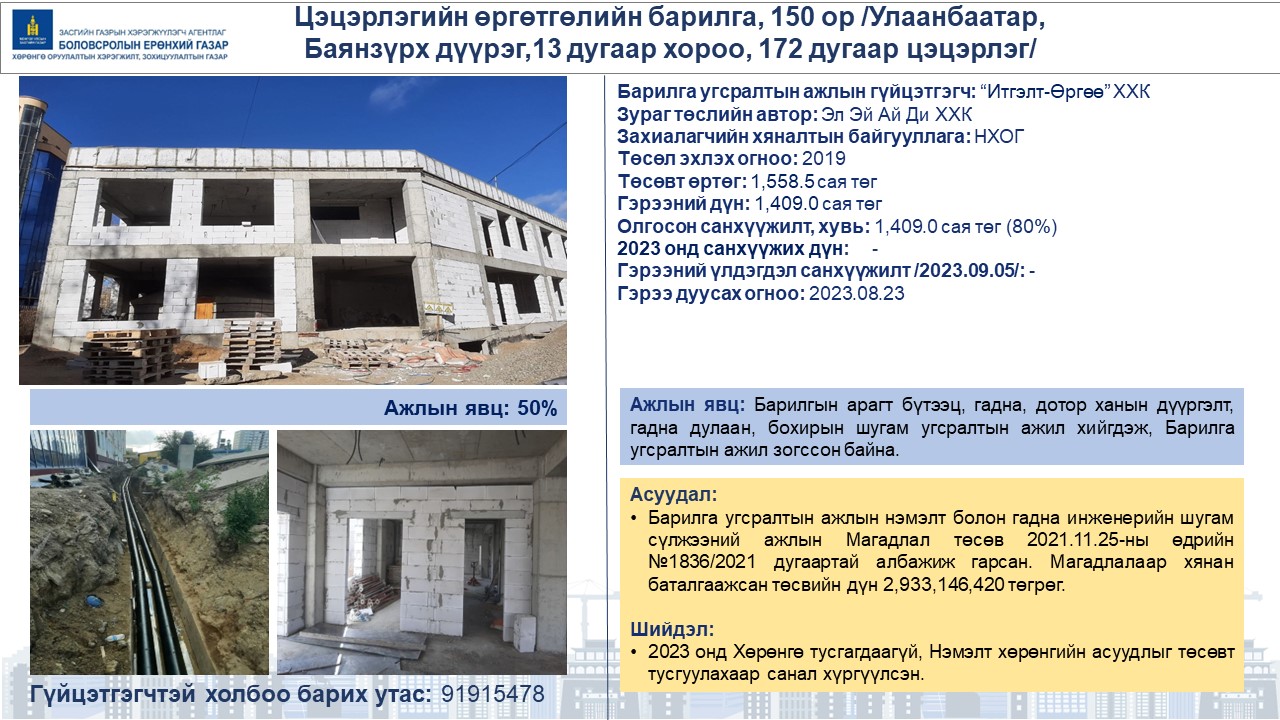 ЗАСГИЙН ГАЗРЫН ХЭРЭГЖҮҮЛЭГЧ АГЕНТЛАГ
БОЛОВСРОЛЫН ЕРӨНХИЙ ГАЗАР
ХӨРӨНГӨ ОРУУЛАЛТЫН ХЭРЭГЖИЛТ, ЗОХИЦУУЛАЛТЫН ГАЗАР
Цэцэрлэгийн өргөтгөлийн барилга, 150 ор /Улаанбаатар,
Баянзүрх дүүрэг,13 дугаар хороо, 172 дугаар цэцэрлэг/
Барилга угсралтын ажлын гүйцэтгэгч: “Итгэлт-Өргөө” ХХК
Зураг төслийн автор: Эл Эй Ай Ди ХХК
Захиалагчийн хяналтын байгууллага: НХОГ
Төсөл эхлэх огноо: 2019
Төсөвт өртөг: 1,558.5 сая төг
Гэрээний дүн: 1,409.0 сая төг
Олгосон санхүүжилт, хувь: 1,409.0 сая төг (80%)
2023 онд санхүүжих дүн: -
Гэрээний үлдэгдэл санхүүжилт /2023.09.05/: -
Гэрээ дуусах огноо: 2023.08.23
Ажлын явц: 50%
Ажлын явц: Барилгын арагт бүтээц, гадна, дотор ханын дүүргэлт,
гадна дулаан, бохирын шугам угсралтын ажил хийгдэж, Барилга
угсралтын ажил зогссон байна.
Асуудал:
• Барилга угсралтын ажлын нэмэлт болон гадна инженерийн шугам
сүлжээний ажлын Магадлал төсөв 2021.11.25-ны өдрийн
№1836/2021 дугаартай албажиж гарсан. Магадлалаар хянан
баталгаажсан төсвийн дүн 2,933,146,420 төгрөг.
Шийдэл:
• 2023 онд Хөрөнгө тусгагдаагүй, Нэмэлт хөрөнгийн асуудлыг төсөвт
тусгуулахаар санал хүргүүлсэн.
Гүйцэтгэгчтэй холбоо барих утас: 91915478